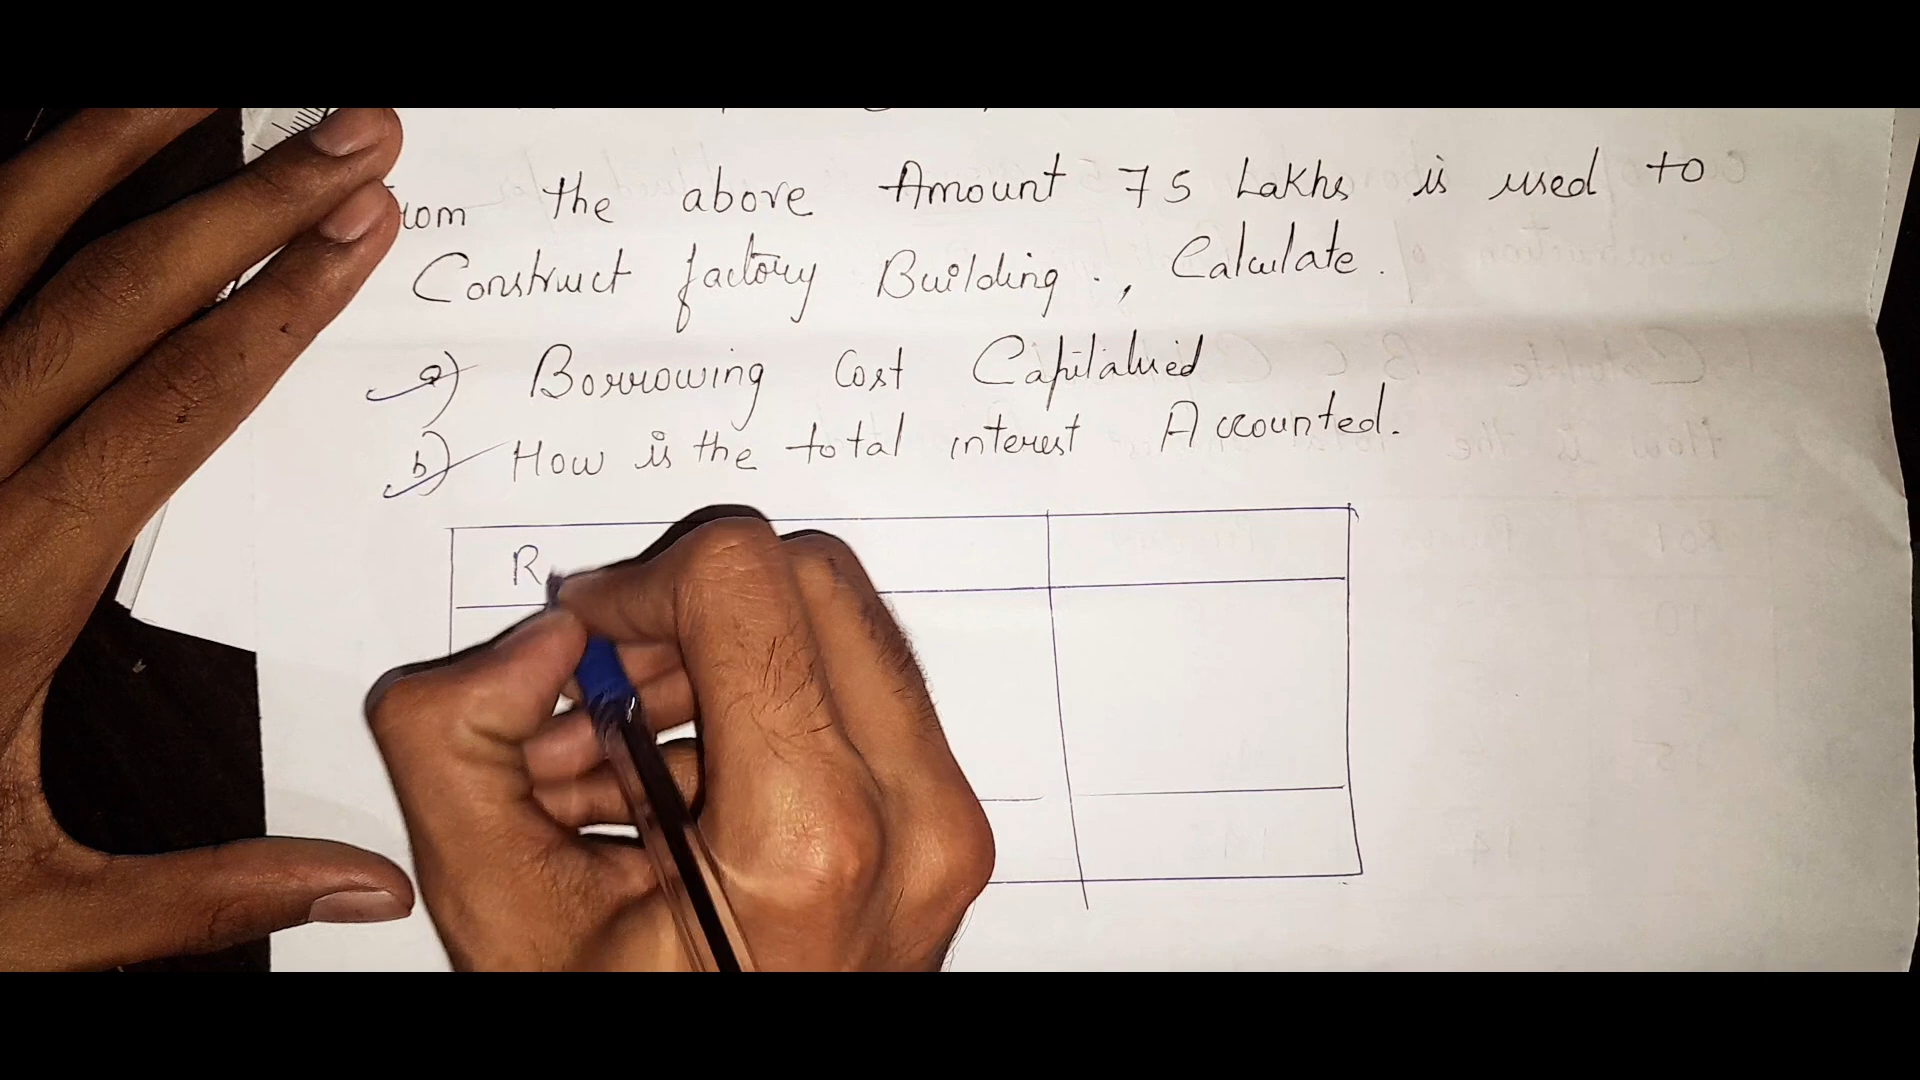 From the above Amount 75 Lakhs is used to
Construct factory Building ., Calculate.
a) Borrowing Cost Capitalised
b) How is the total interest Accounted.
R